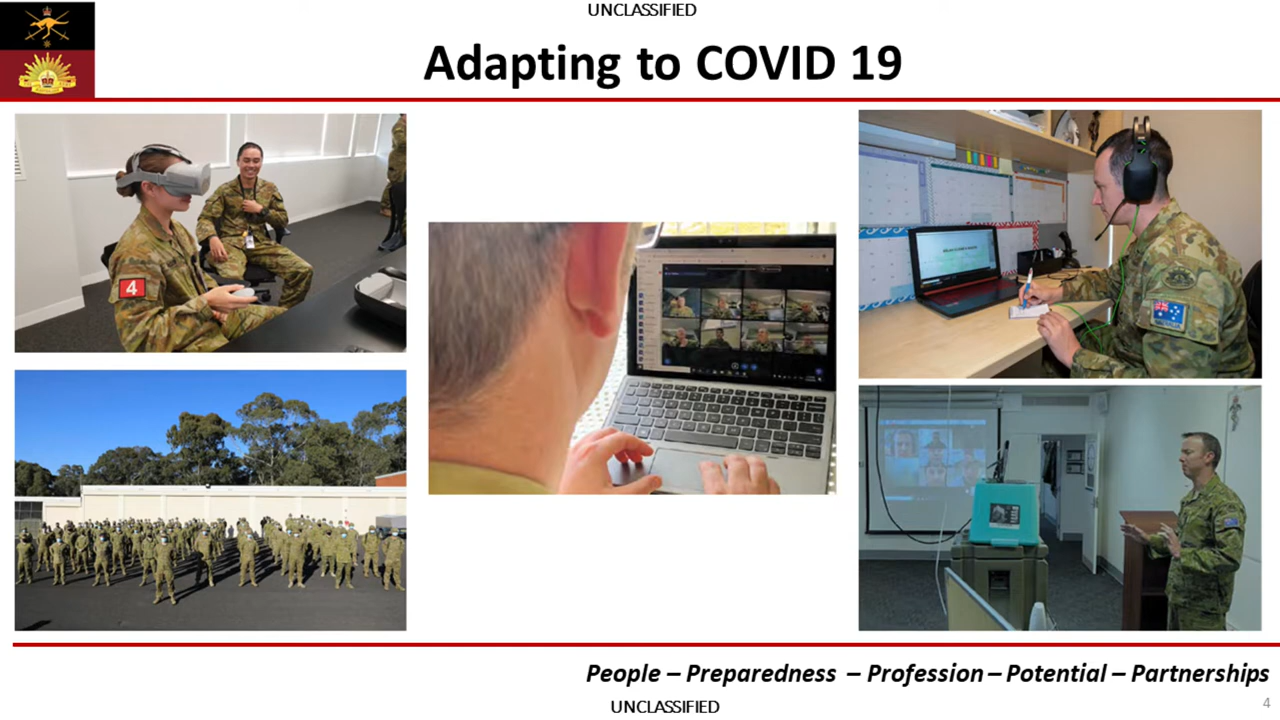 UNCLASSIFIED
Adapting to COVID 19
4
People – Preparedness – Profession – Potential – Partnerships
UNCLASSIFIED
4